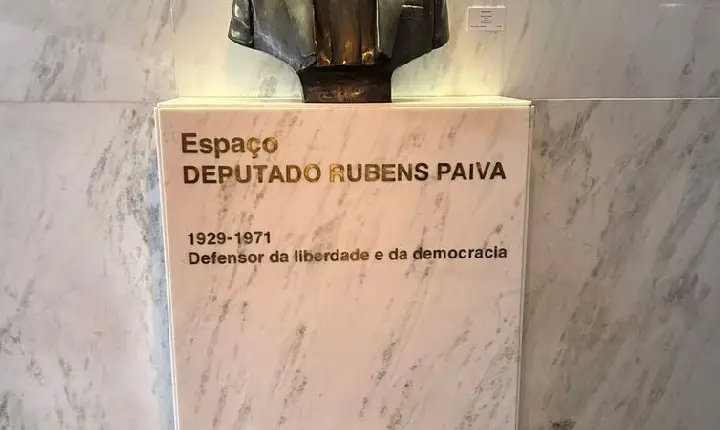 Espaço
DEPUTADO RUBENS PAIVA
1929-1971
Defensor da liberdade e da democracia